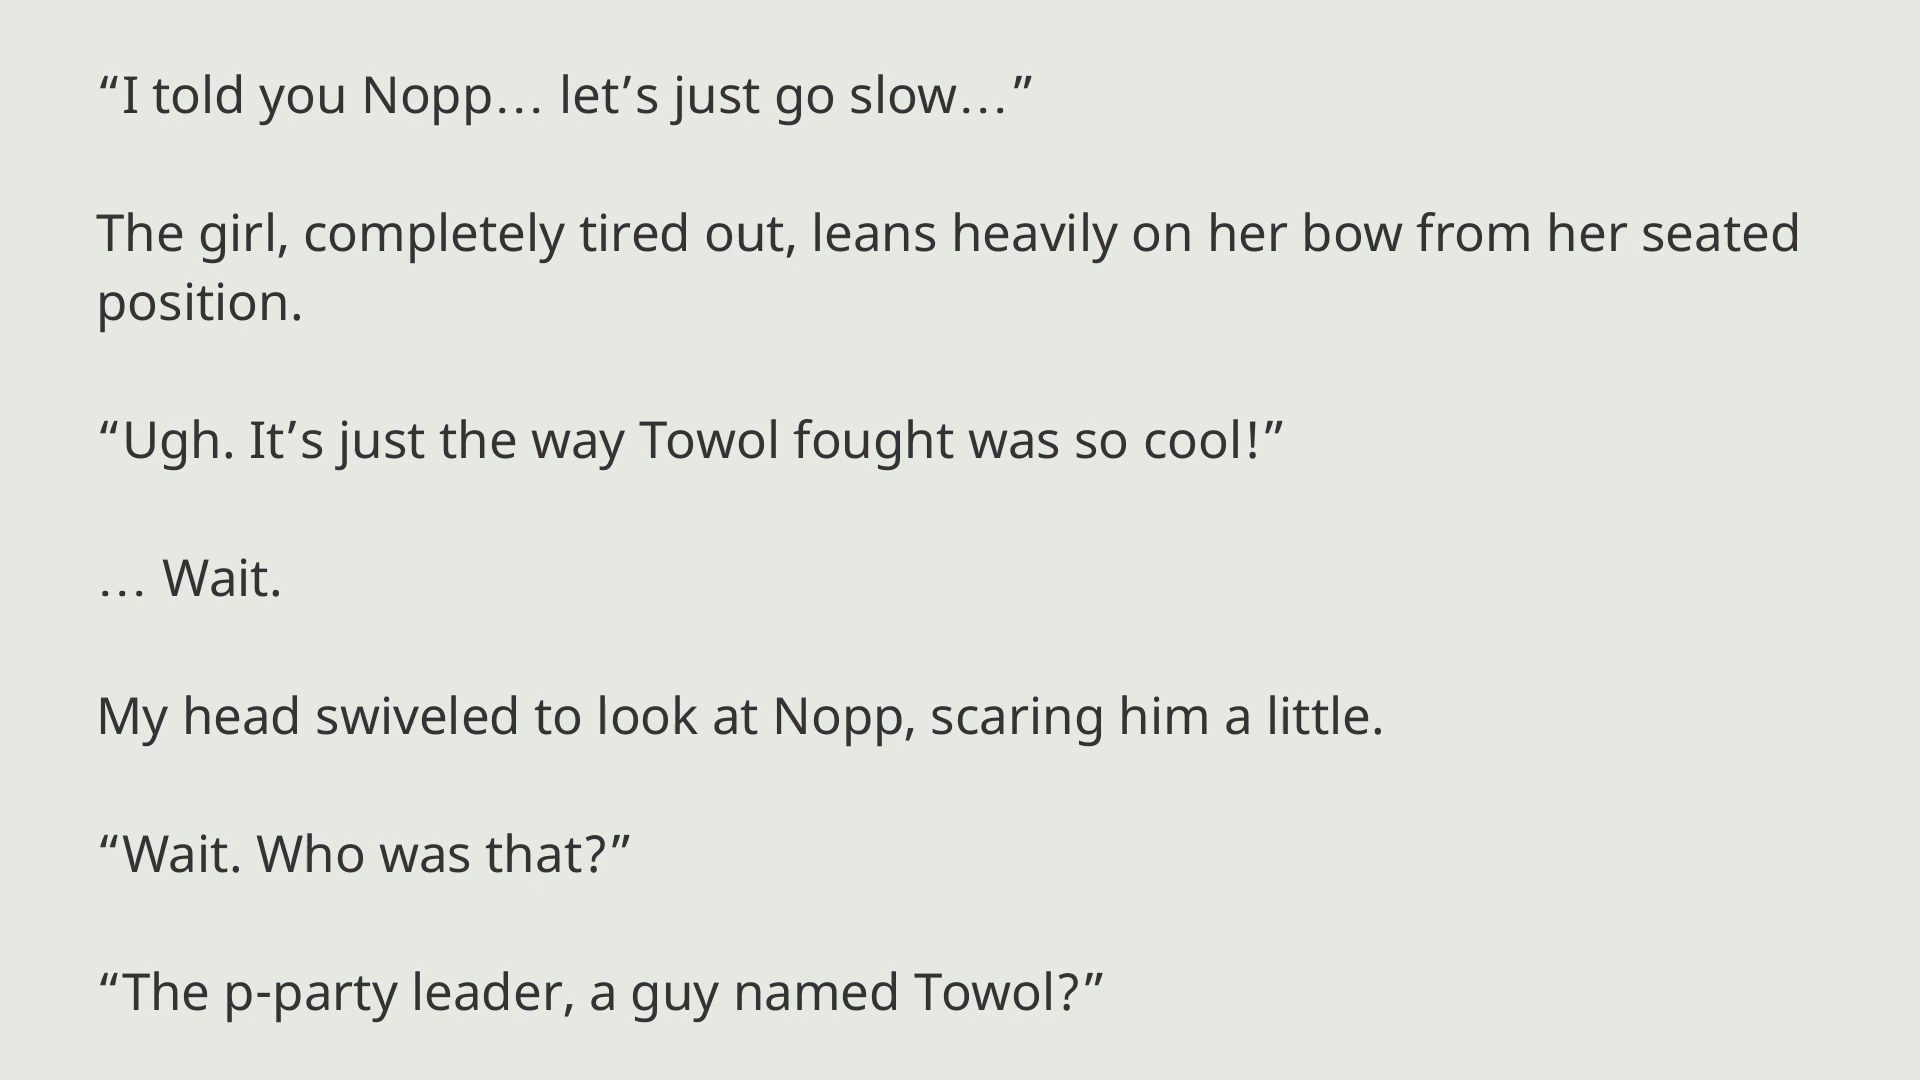 “I told you Nopp… let’s just go slow…”
The girl, completely tired out, leans heavily on her bow from her seated
position.
“Ugh. It’s just the way Towol fought was so cool!”
… Wait.
My head swiveled to look at Nopp, scaring him a little.
“Wait. Who was that?”
“The p-party leader, a guy named Towol?”